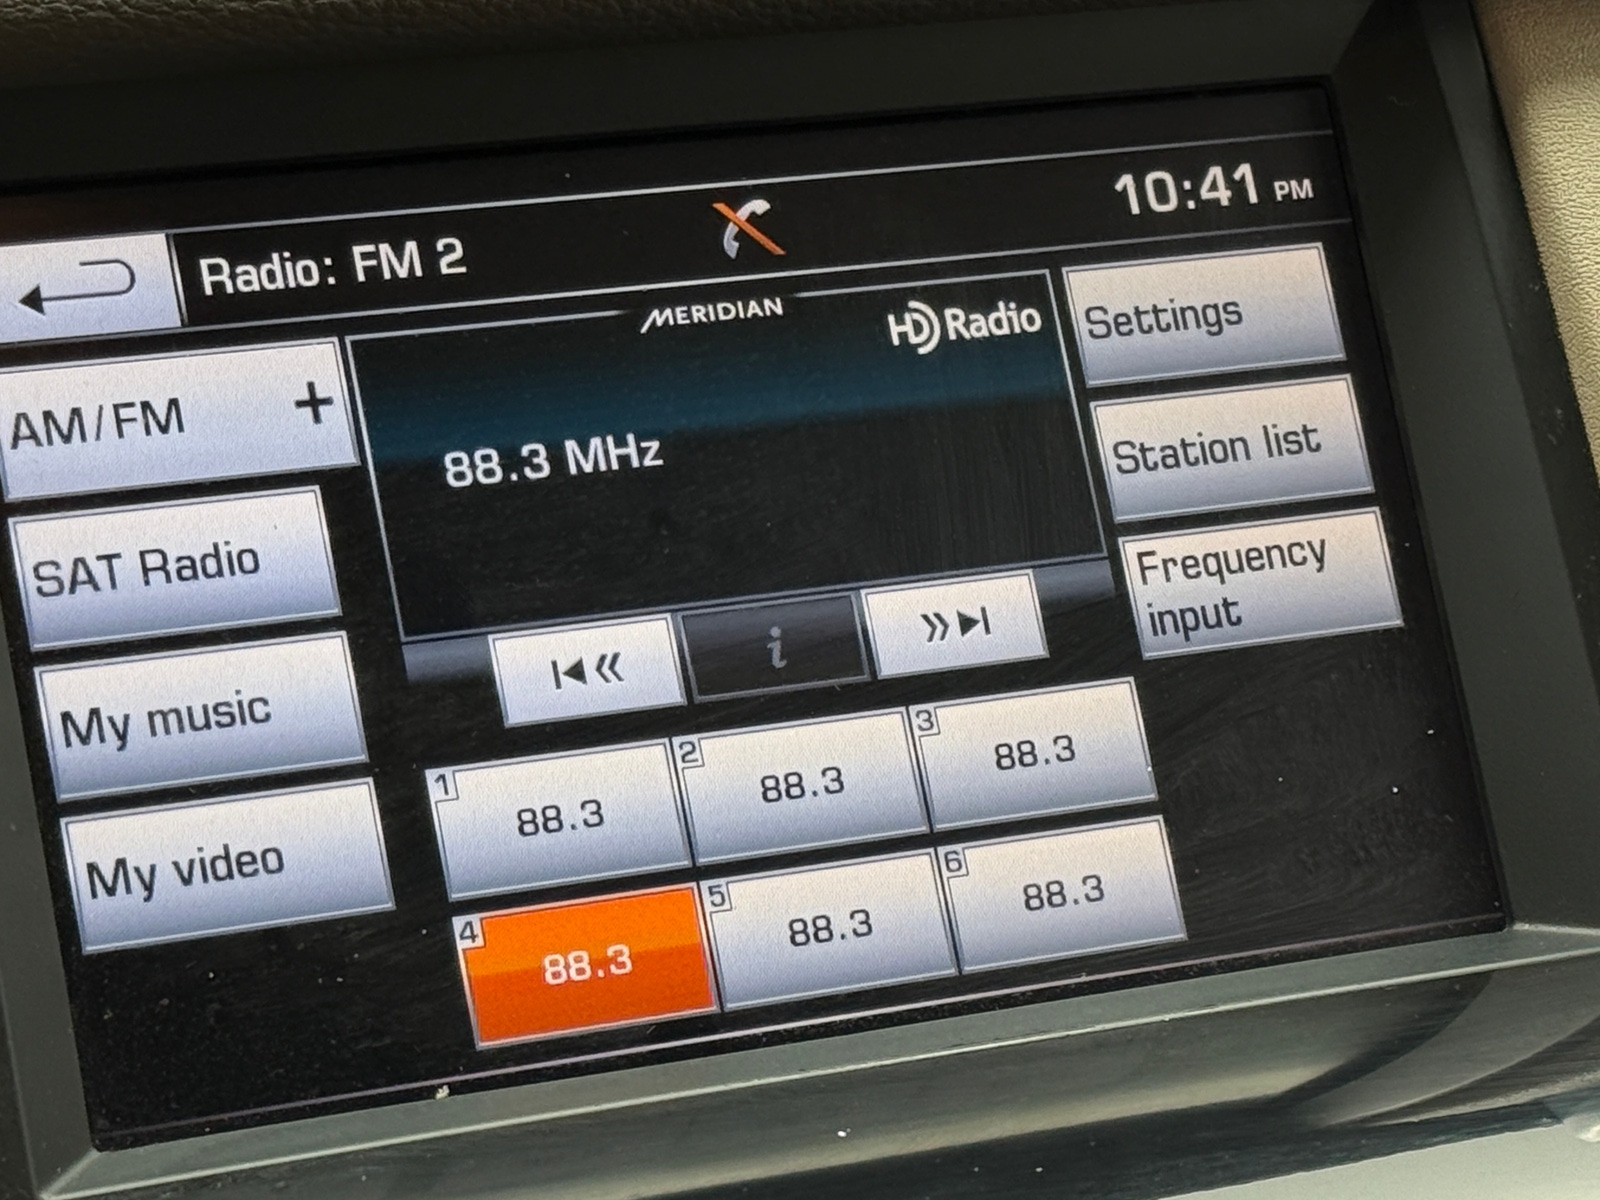 10:41 PM
Radio: FM 2
MERIDIAN
HD Radio
Settings
AM/FM +
88.3 MHz
Station list
SAT Radio
Frequency
input
i
My music
1 88.3
2 88.3
3 88.3
My video
4 88.3
5 88.3
6 88.3